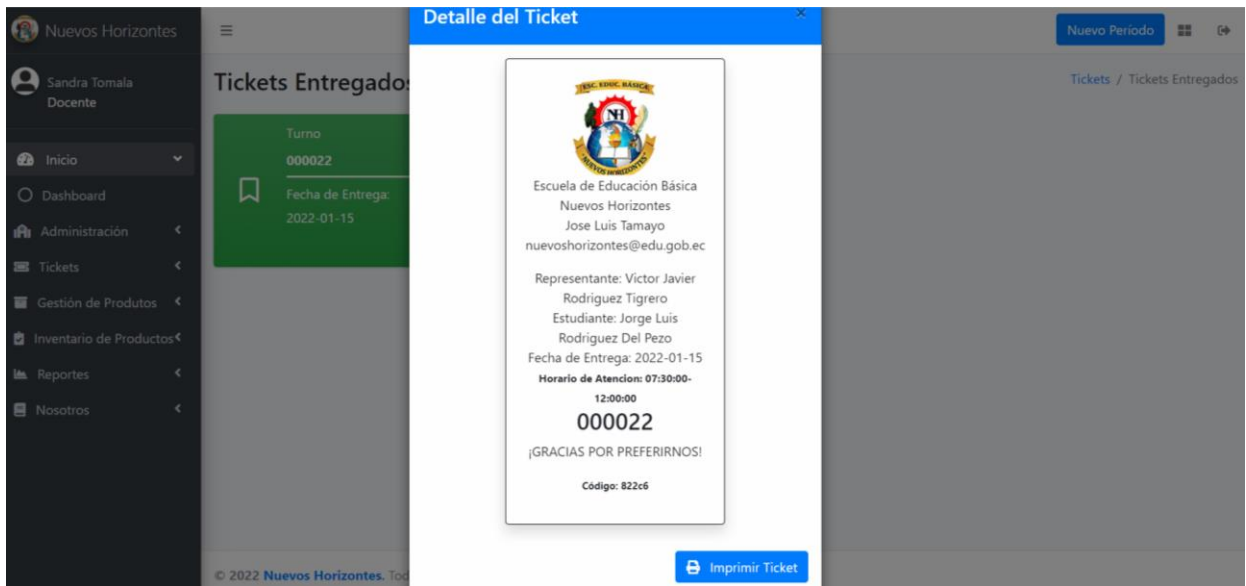 Nuevos Horizontes
Sandra Tomala
Docente
Inicio
Dashboard
Administración
Tickets
Gestión de Produtos
Inventario de Productos
Reportes
Nosotros
Nuevo Período
Tickets Entregados
Tickets / Tickets Entregados
Turno
000022
Fecha de Entrega:
2022-01-15
© 2022 Nuevos Horizontes. Tod
Detalle del Ticket
×
ESC. EDUC. BÁSICA
NH
NUEVOS HORIZONTES
Escuela de Educación Básica
Nuevos Horizontes
Jose Luis Tamayo
nuevoshorizontes@edu.gob.ec
Representante: Victor Javier
Rodriguez Tigrero
Estudiante: Jorge Luis
Rodriguez Del Pezo
Fecha de Entrega: 2022-01-15
Horario de Atencion: 07:30:00-
12:00:00
000022
¡GRACIAS POR PREFERIRNOS!
Código: 822c6
Imprimir Ticket